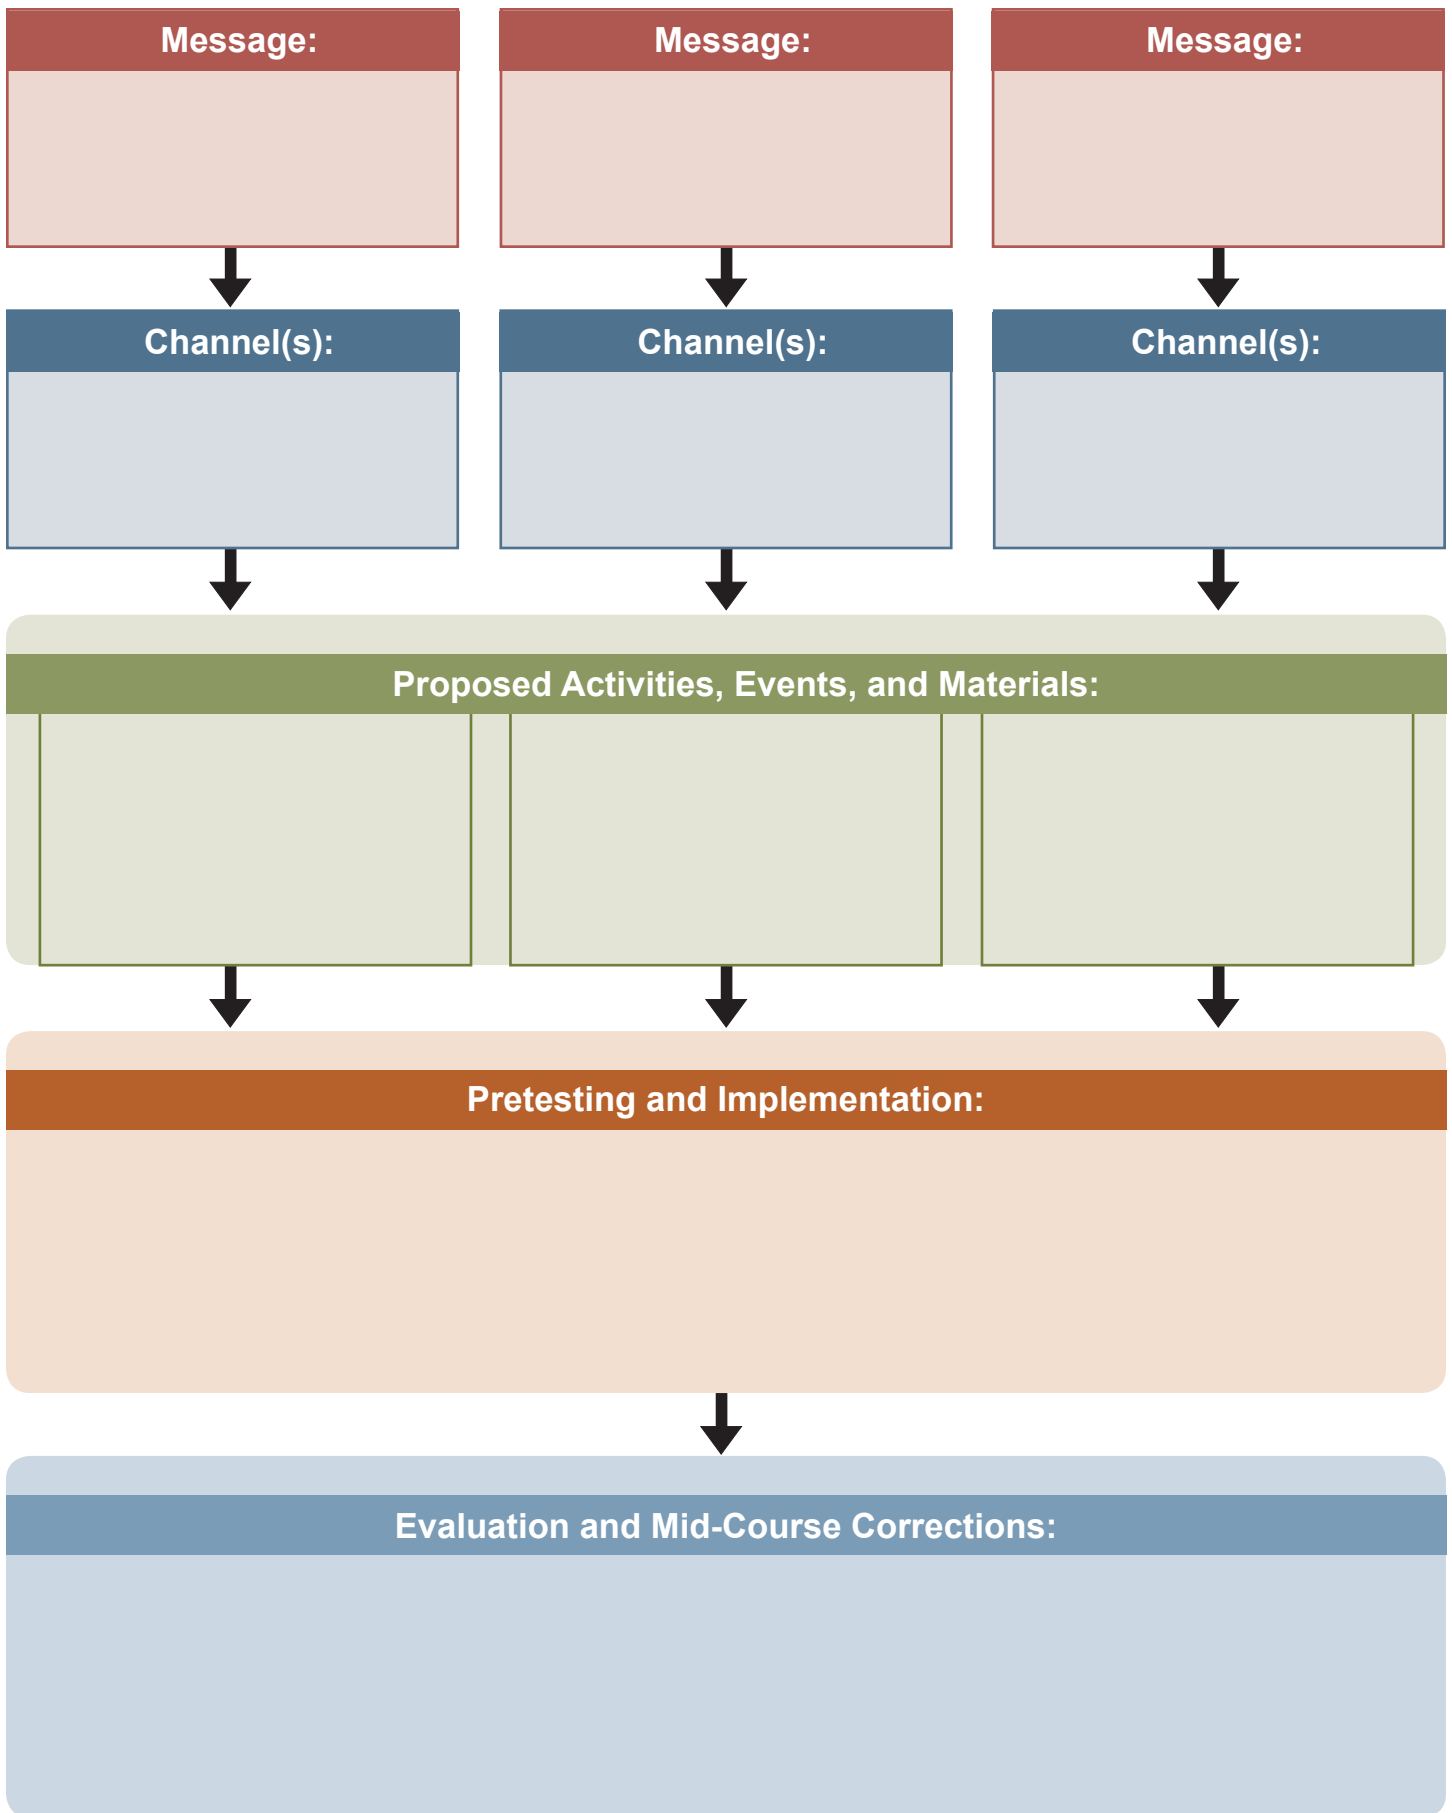 Message:
Message:
Message:
Channel(s):
Channel(s):
Channel(s):
Proposed Activities, Events, and Materials:
Pretesting and Implementation:
Evaluation and Mid-Course Corrections: